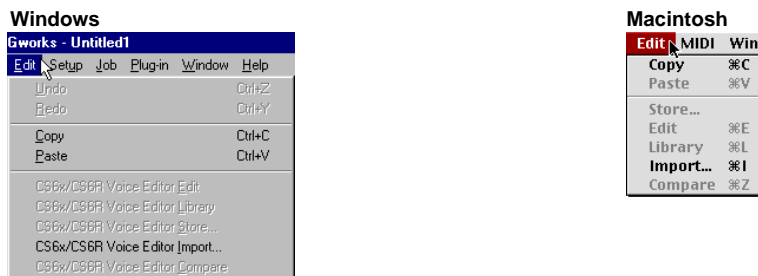 Windows
Gworks - Untitled1
Edit Setup Job Plug-in Window Help
Undo Ctrl+Z
Redo Ctrl+Y
Copy Ctrl+C
Paste Ctrl+V
CS6x/CS6R Voice Editor Edit
CS6x/CS6R Voice Editor Library
CS6x/CS6R Voice Editor Store...
CS6x/CS6R Voice Editor Import...
CS6x/CS6R Voice Editor Compare
Macintosh
Edit MIDI Win
Copy ⌘C
Paste ⌘V
Store...
Edit ⌘E
Library ⌘L
Import... ⌘I
Compare ⌘Z